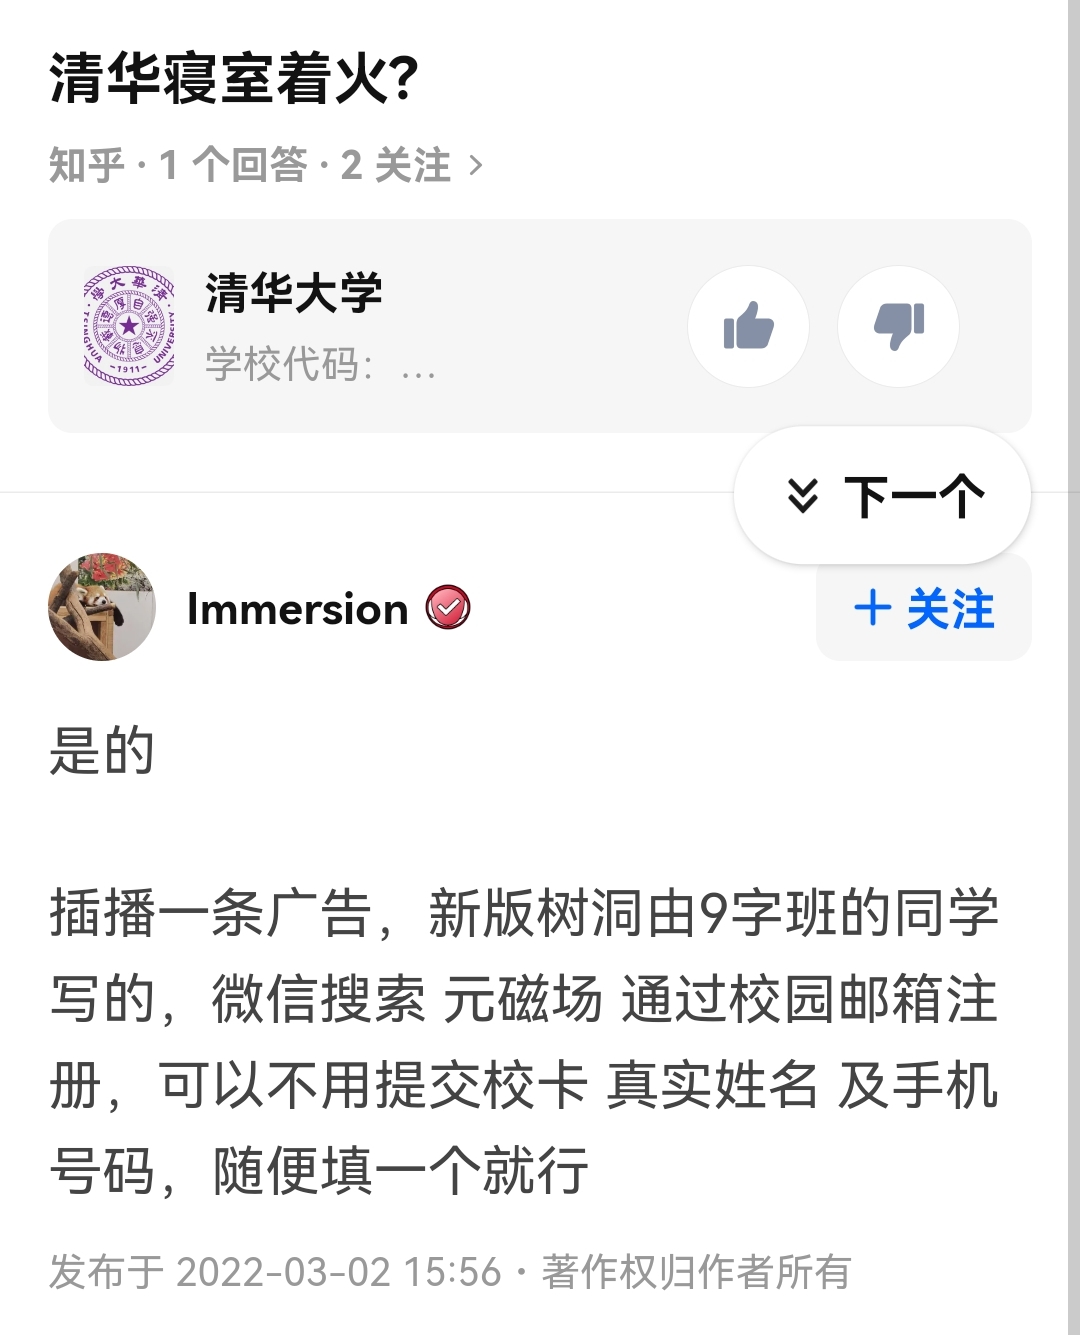 清华寝室着火?
知乎 · 1 个回答 · 2 关注 >
清华大学
学校代码：...
下一个
Immersion
+ 关注
是的
插播一条广告，新版树洞由9字班的同学
写的，微信搜索 元磁场 通过校园邮箱注
册，可以不用提交校卡 真实姓名 及手机
号码，随便填一个就行
发布于 2022-03-02 15:56 · 著作权归作者所有